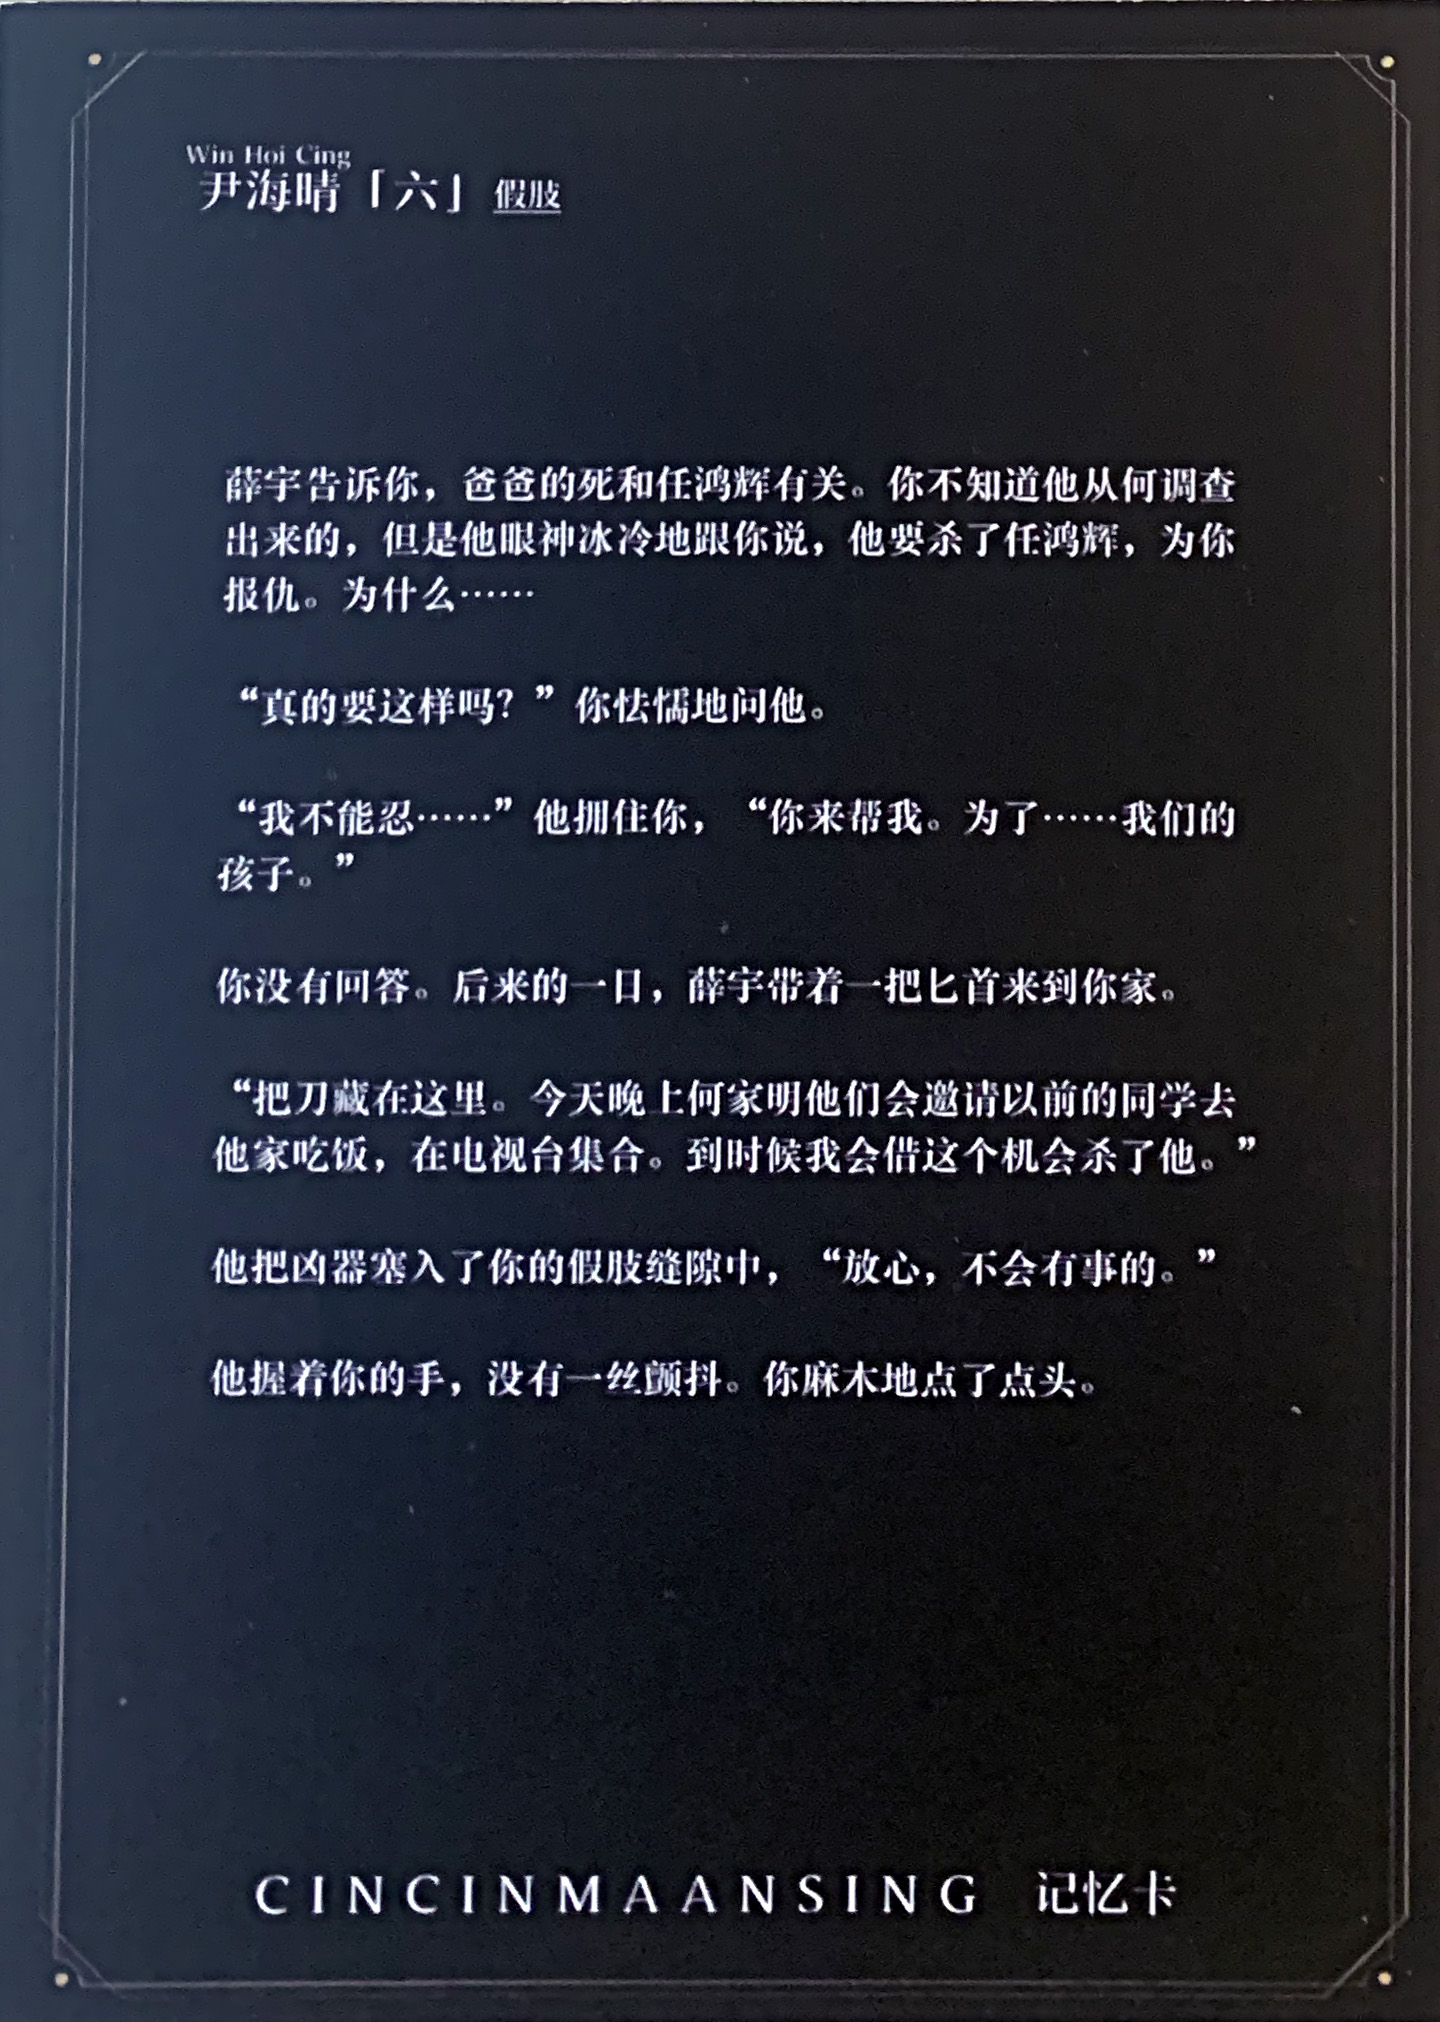 Win Hoi Cing
尹海晴「六」 假肢
薛宇告诉你，爸爸的死和任鸿辉有关。你不知道他从何调查
出来的，但是他眼神冰冷地跟你说，他要杀了任鸿辉，为你
报仇。为什么……
“真的要这样吗？”你怯懦地问他。
“我不能忍……”他拥住你，“你来帮我。为了……我们的
孩子。”
你没有回答。后来的一日，薛宇带着一把匕首来到你家。
“把刀藏在这里。今天晚上何家明他们会邀请以前的同学去
他家吃饭，在电视台集合。到时候我会借这个机会杀了他。”
他把凶器塞入了你的假肢缝隙中，“放心，不会有事的。”
他握着你的手，没有一丝颤抖。你麻木地点了点头。
CINCINMAANSING 记忆卡